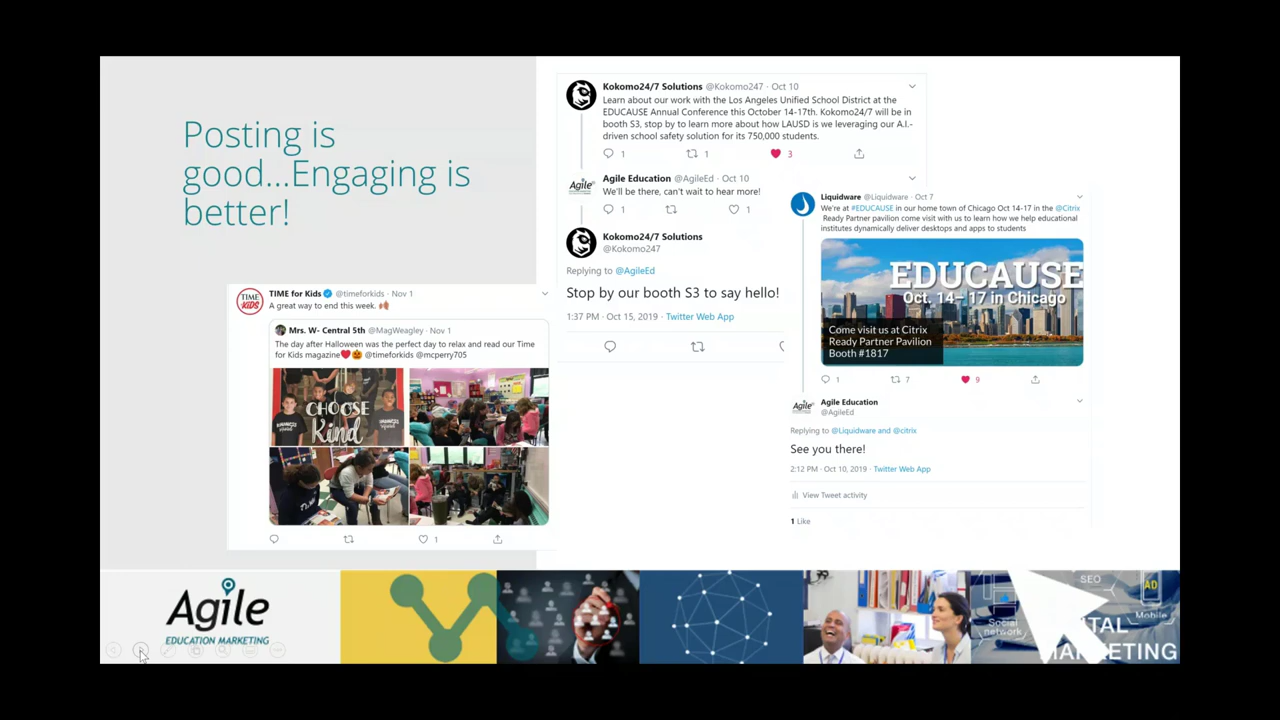 Posting is
good...Engaging is
better!
Kokomo24/7 Solutions @Kokomo247 · Oct 10
Learn about our work with the Los Angeles Unified School District at the
EDUCAUSE Annual Conference this October 14-17th. Kokomo24/7 will be in
booth S3, stop by to learn more about how LAUSD is we leveraging our A.I.-
driven school safety solution for its 750,000 students.
1 1 3
Agile Education @AgileEd · Oct 10
We'll be there, can't wait to hear more!
1 1
Kokomo24/7 Solutions
@Kokomo247
Replying to @AgileEd
Stop by our booth S3 to say hello!
1:37 PM · Oct 15, 2019 · Twitter Web App
Liquidware @Liquidware · Oct 7
We're at #EDUCAUSE in our home town of Chicago Oct 14-17 in the @Citrix
Ready Partner pavilion come visit with us to learn how we help educational
institutes dynamically deliver desktops and apps to students
EDUCAUSE
Oct. 14– 17 in Chicago
Come visit us at Citrix
Ready Partner Pavilion
Booth #1817
1 7 9
Agile Education
@AgileEd
Replying to @Liquidware and @citrix
See you there!
2:12 PM · Oct 10, 2019 · Twitter Web App
View Tweet activity
1 Like
TIME for Kids @timeforkids · Nov 1
A great way to end this week.
Mrs. W- Central 5th @MagWeagley · Nov 1
The day after Halloween was the perfect day to relax and read our Time
for Kids magazine @timeforkids @mcperry705
CHOOSE
Kind
1
TIME
KIDS
Agile
Agile
Agile
EDUCATION MARKETING
SEO
AD
Social
network
Mobile
ITAL
MARKETING